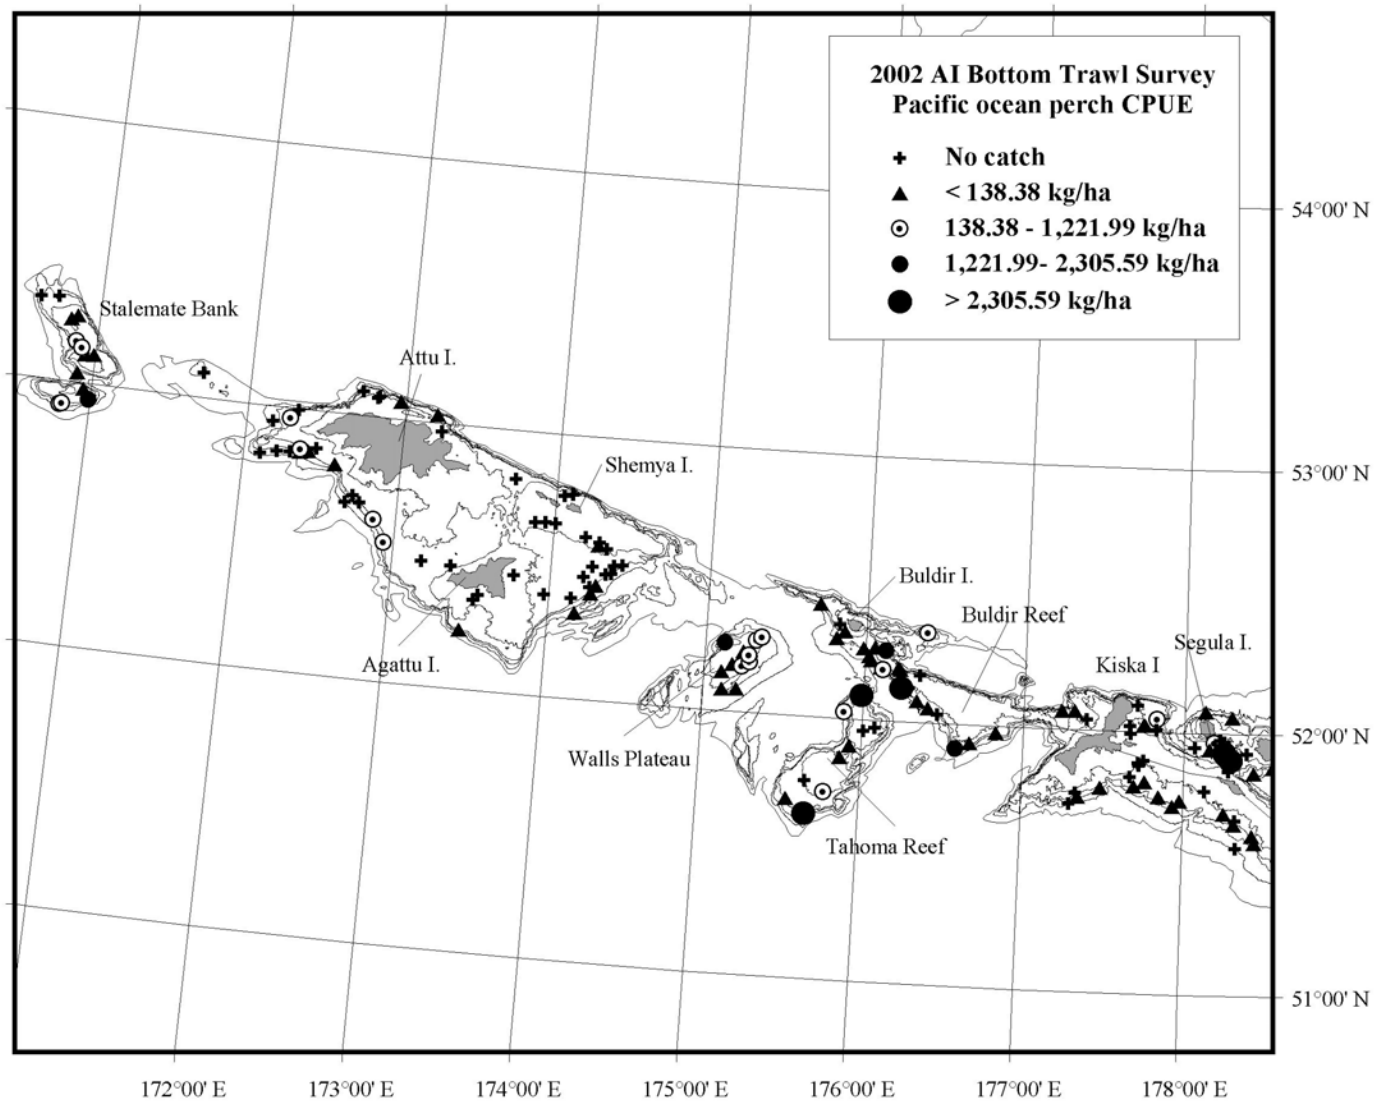 2002 AI Bottom Trawl Survey
Pacific ocean perch CPUE
No catch
< 138.38 kg/ha
138.38 - 1,221.99 kg/ha
1,221.99- 2,305.59 kg/ha
> 2,305.59 kg/ha
54°00' N
Stalemate Bank
Attu I.
Shemya I.
53°00' N
Buldir I.
Buldir Reef
Segula I.
Agattu I.
Kiska I
52°00' N
Walls Plateau
Tahoma Reef
51°00' N
172°00' E
173°00' E
174°00' E
175°00' E
176°00' E
177°00' E
178°00' E